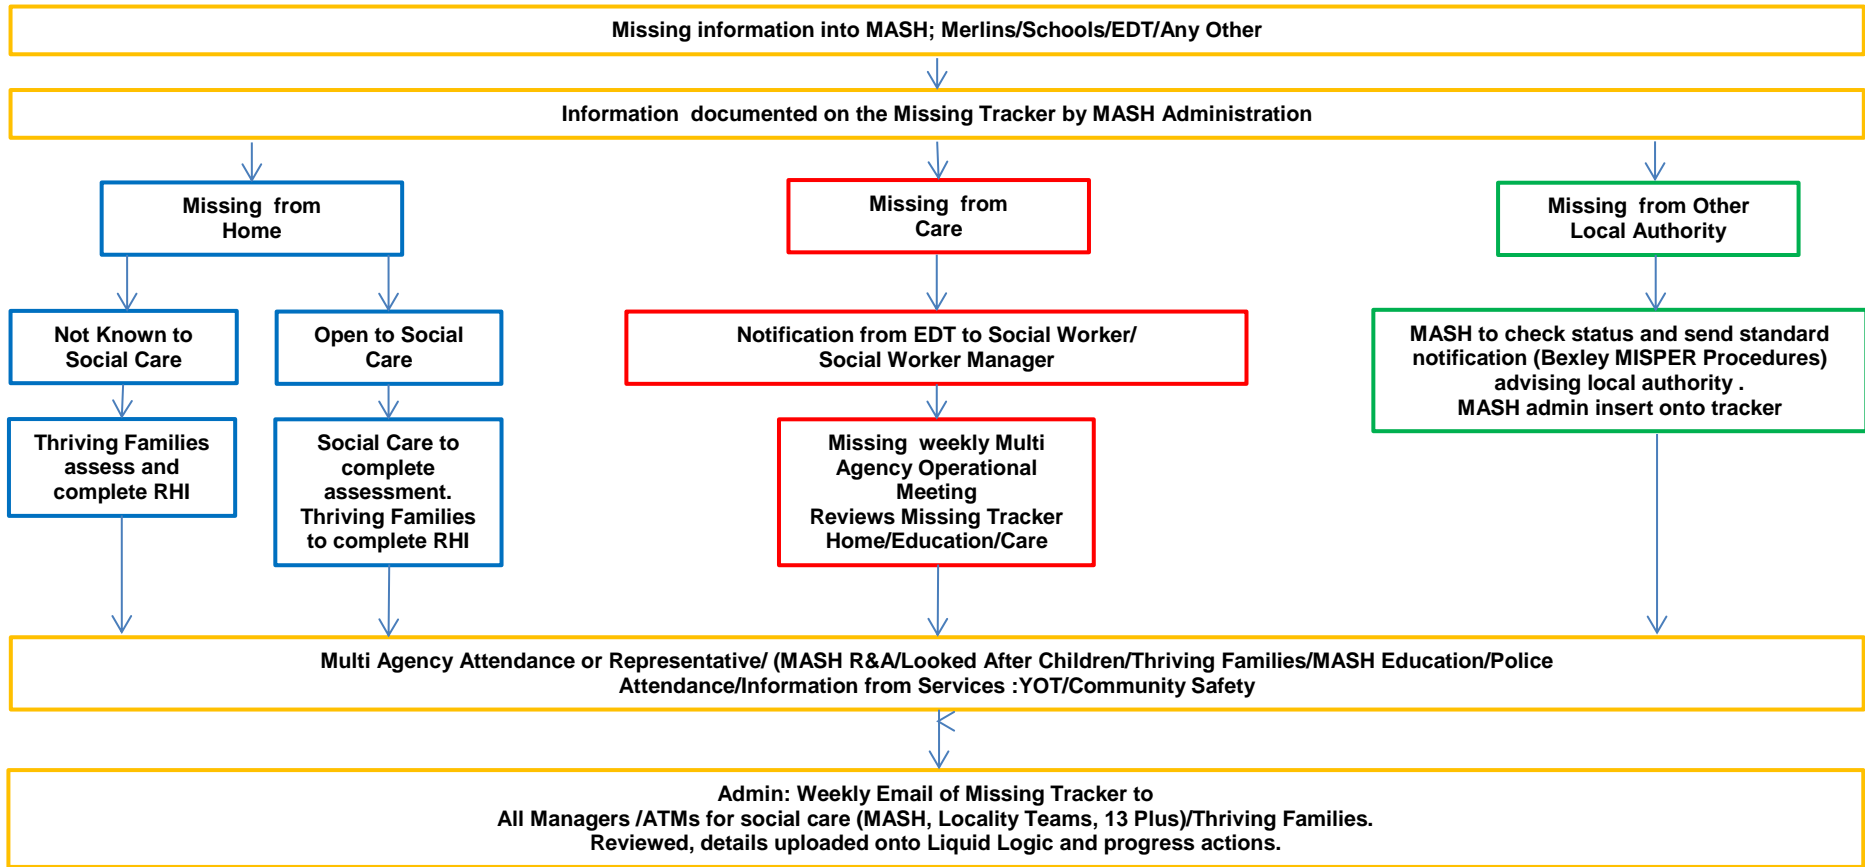 Missing information into MASH; Merlins/Schools/EDT/Any Other
Information documented on the Missing Tracker by MASH Administration
Missing from
Home
Missing from
Care
Missing from Other
Local Authority
Not Known to
Social Care
Open to Social
Care
Notification from EDT to Social Worker/
Social Worker Manager
MASH to check status and send standard
notification (Bexley MISPER Procedures)
advising local authority .
MASH admin insert onto tracker
Thriving Families
assess and
complete RHI
Social Care to
complete
assessment.
Thriving Families
to complete RHI
Missing weekly Multi
Agency Operational
Meeting
Reviews Missing Tracker
Home/Education/Care
Multi Agency Attendance or Representative/ (MASH R&A/Looked After Children/Thriving Families/MASH Education/Police
Attendance/Information from Services :YOT/Community Safety
Admin: Weekly Email of Missing Tracker to
All Managers /ATMs for social care (MASH, Locality Teams, 13 Plus)/Thriving Families.
Reviewed, details uploaded onto Liquid Logic and progress actions.